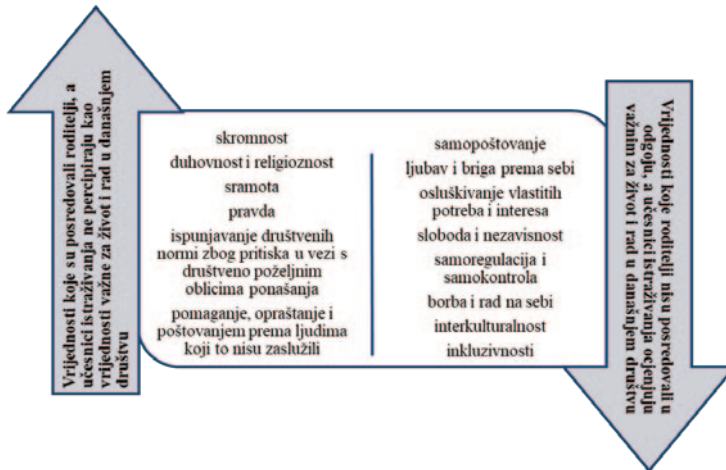 Vrijednosti koje su posredovali roditelji, a
učesnici istraživanja ne percipiraju kao
vrijednosti važne za život i rad u današnjem
društvu
skromnost
duhovnost i religioznost
sramota
pravda
ispunjavanje društvenih
normi zbog pritiska u vezi s
društveno poželjnim
oblicima ponašanja
pomaganje, opraštanje i
poštovanjem prema ljudima
koji to nisu zaslužili
samopoštovanje
ljubav i briga prema sebi
osluškivanje vlastitih
potreba i interesa
sloboda i nezavisnost
samoregulacija i
samokontrola
borba i rad na sebi
interkulturalnost
inkluzivnosti
Vrijednosti koje roditelji nisu posredovali u
odgoju, a učesnici istraživanja ocjenjuju
važnim za život i rad u današnjem društvu